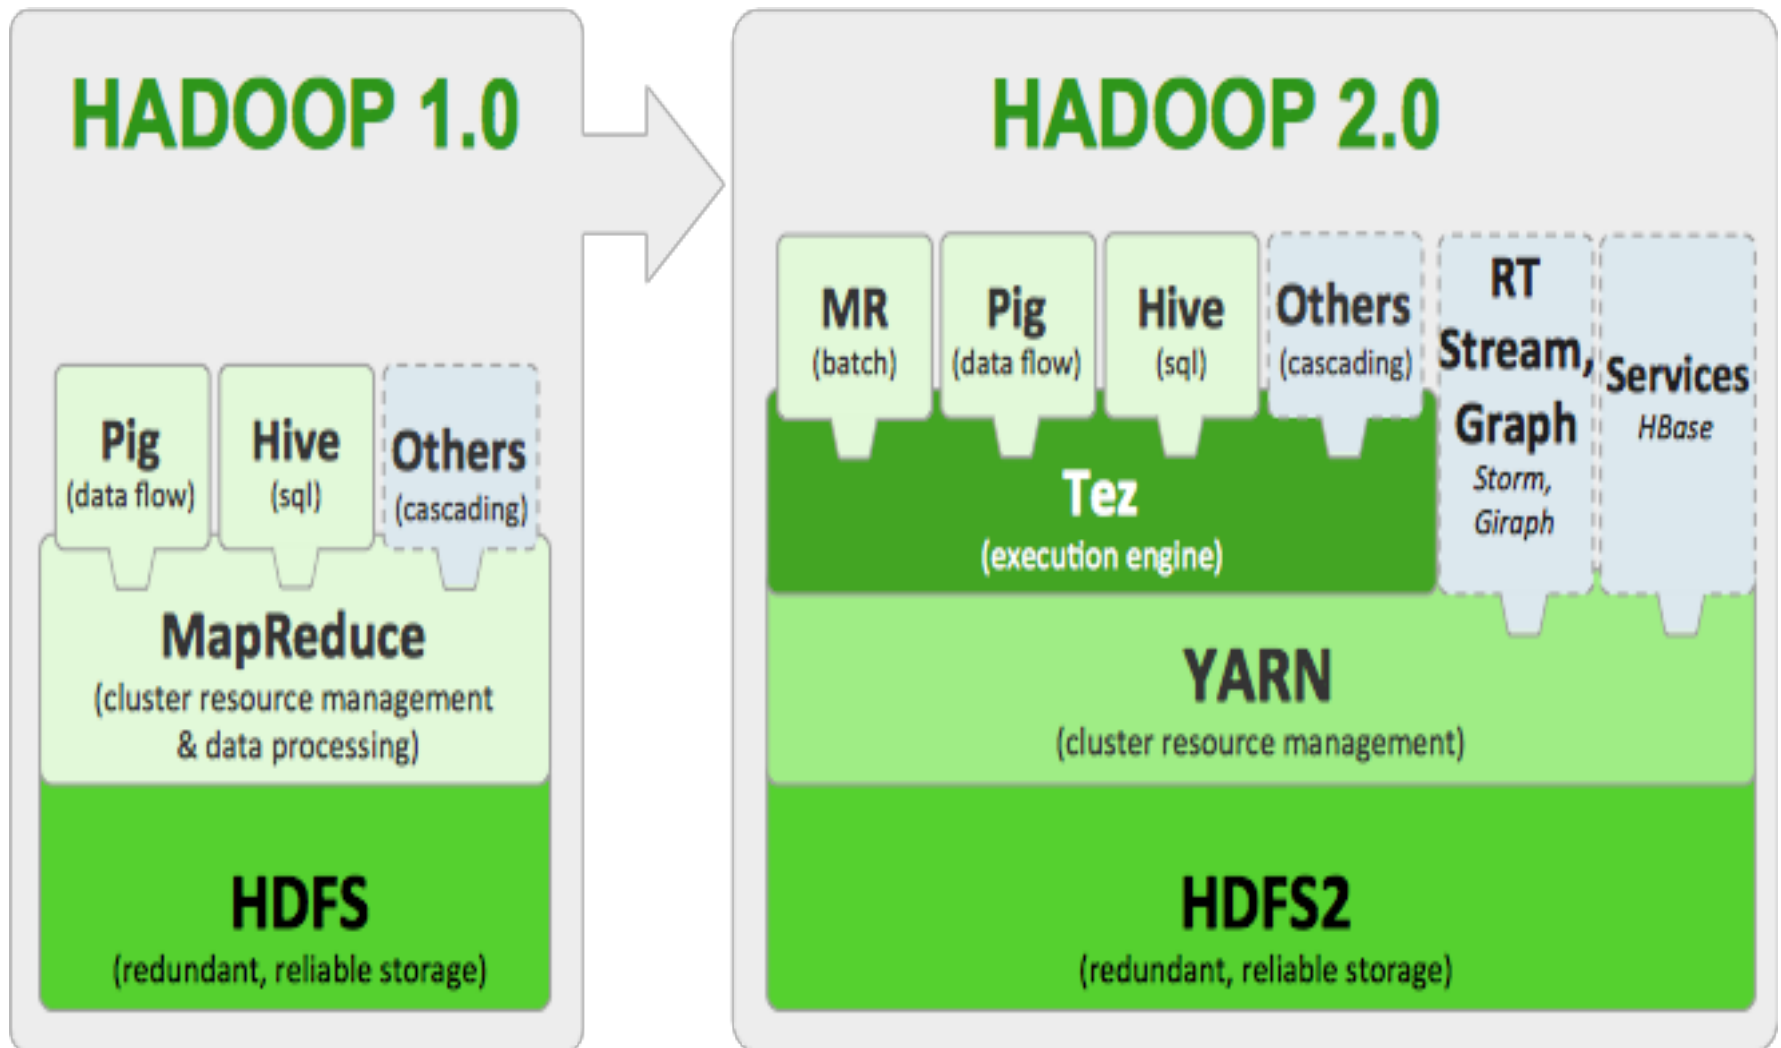 HADOOP 1.0
Pig
(data flow)
Hive
(sql)
Others
(cascading)
MapReduce
(cluster resource management
& data processing)
HDFS
(redundant, reliable storage)
HADOOP 2.0
MR
(batch)
Pig
(data flow)
Hive
(sql)
Others
(cascading)
RT
Stream,
Graph
Storm,
Giraph
Services
HBase
Tez
(execution engine)
YARN
(cluster resource management)
HDFS2
(redundant, reliable storage)